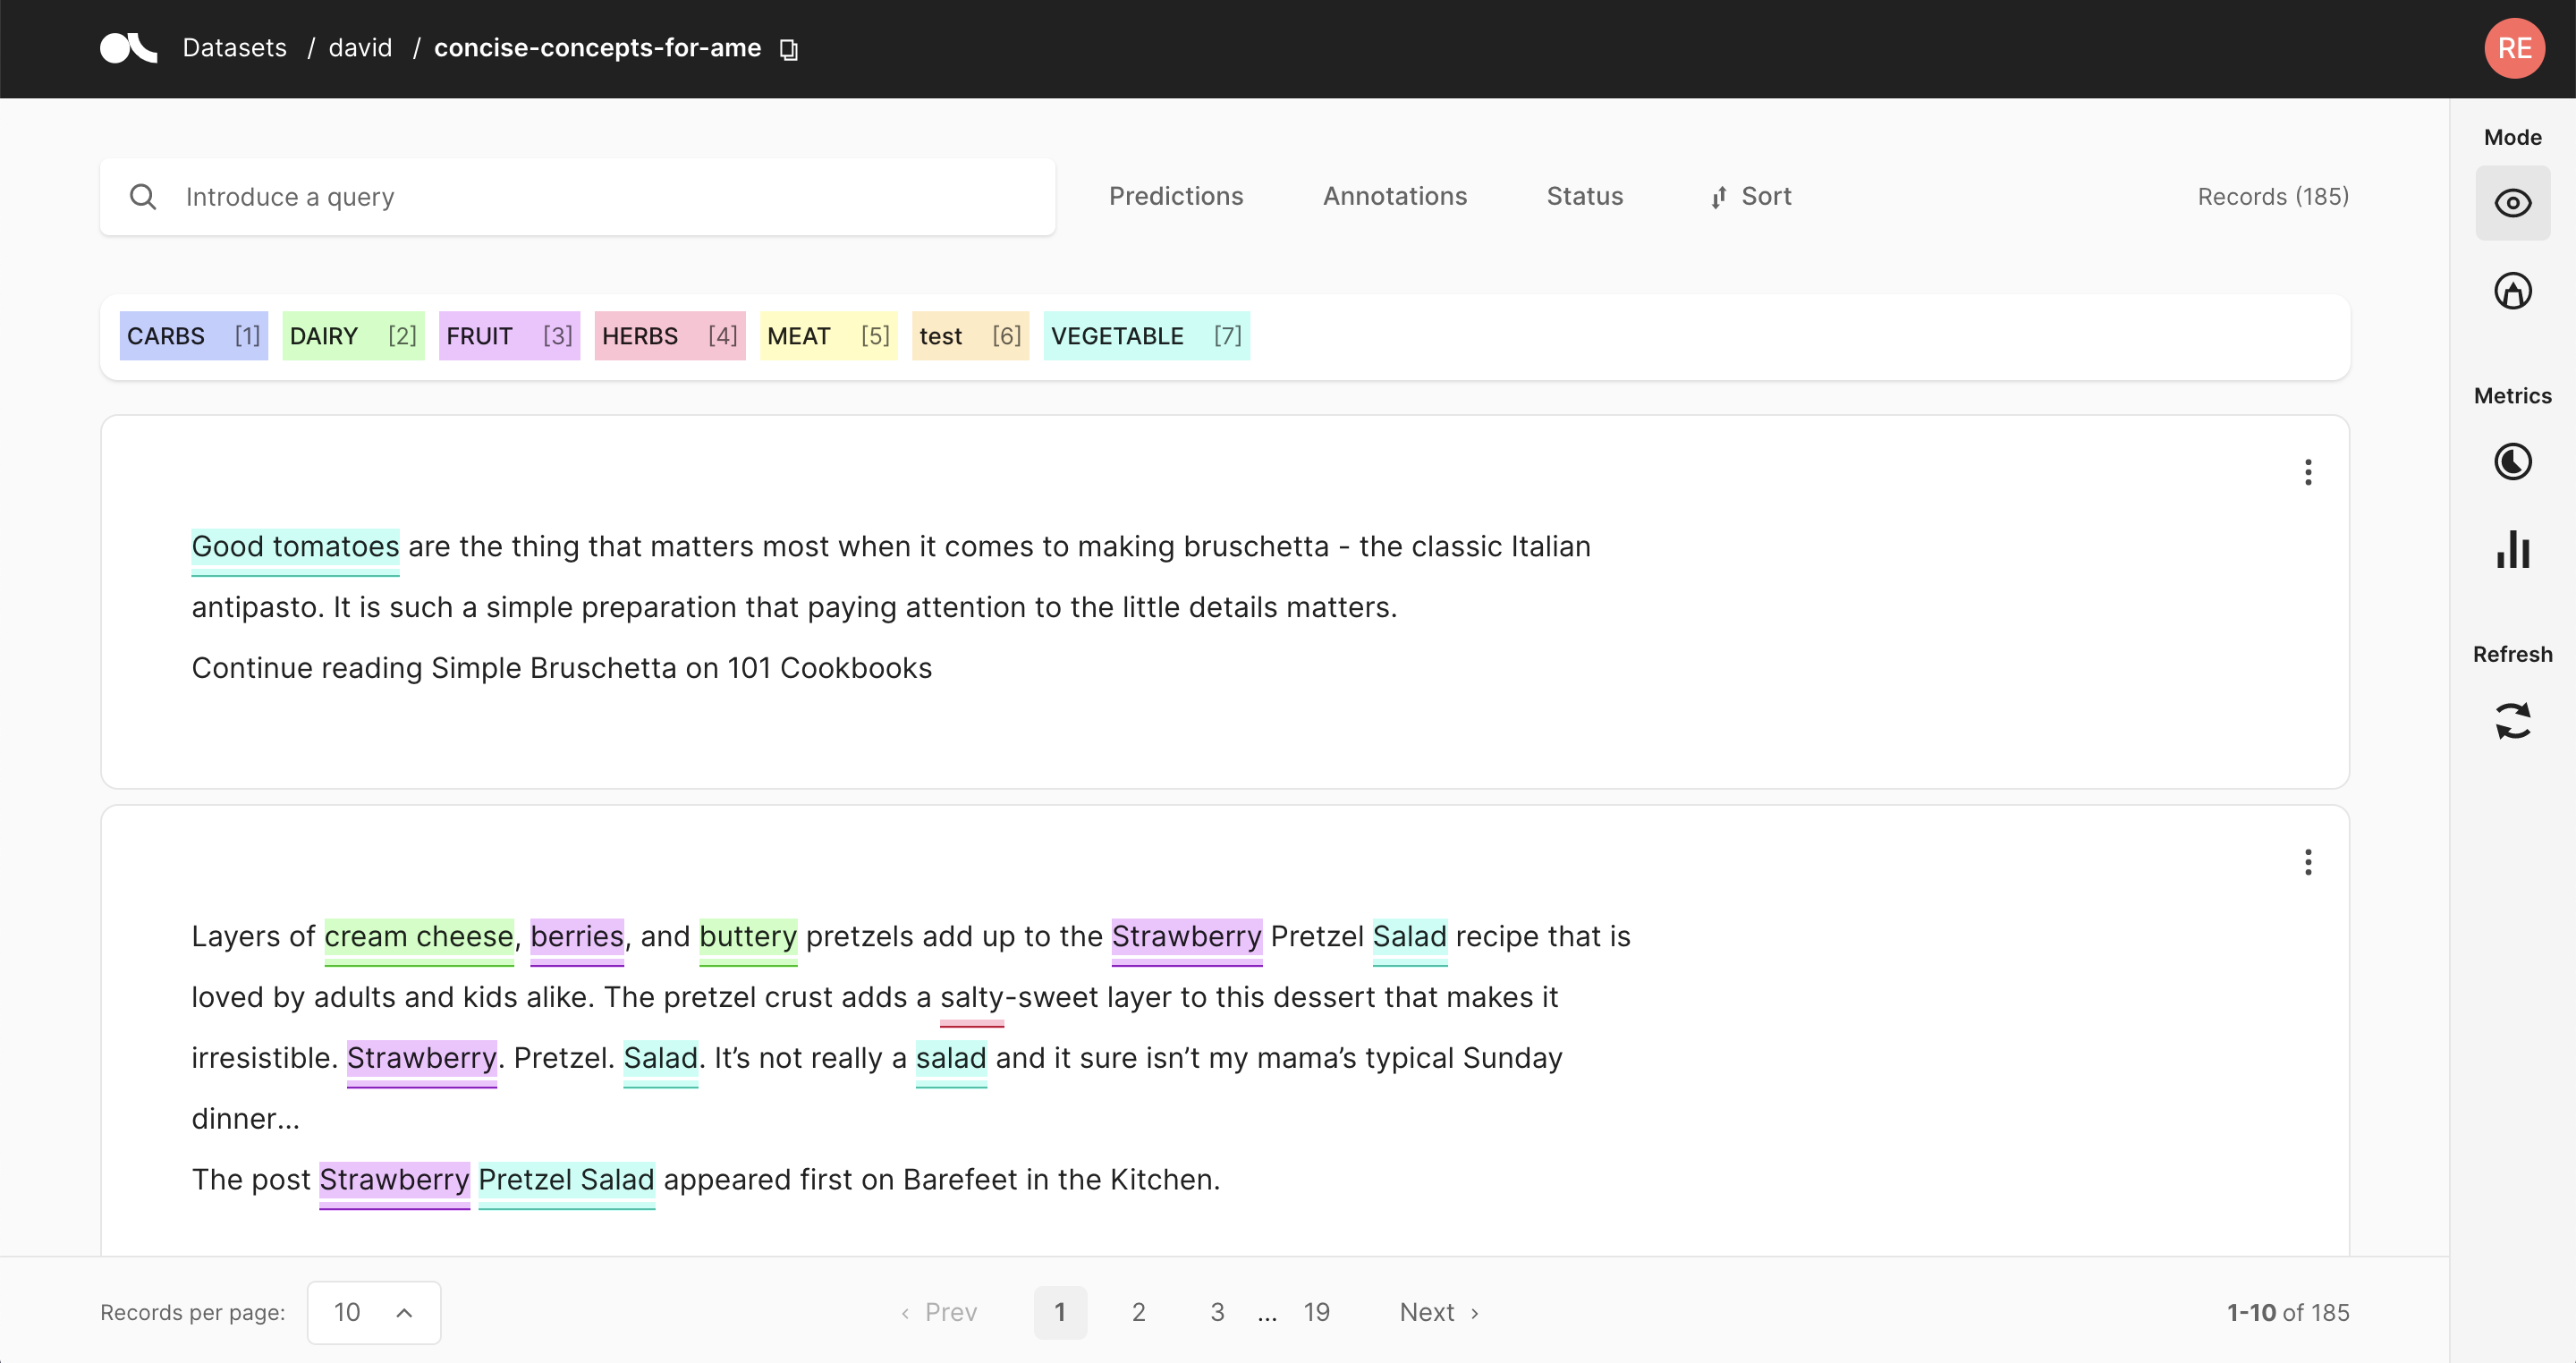 Datasets / david / concise-concepts-for-ame
RE
Introduce a query
Predictions Annotations Status Sort Records (185)
Mode
CARBS [1] DAIRY [2] FRUIT [3] HERBS [4] MEAT [5] test [6] VEGETABLE [7]
Metrics
Good tomatoes are the thing that matters most when it comes to making bruschetta - the classic Italian
antipasto. It is such a simple preparation that paying attention to the little details matters.
Continue reading Simple Bruschetta on 101 Cookbooks
Refresh
Layers of cream cheese, berries, and buttery pretzels add up to the Strawberry Pretzel Salad recipe that is
loved by adults and kids alike. The pretzel crust adds a salty-sweet layer to this dessert that makes it
irresistible. Strawberry. Pretzel. Salad. It’s not really a salad and it sure isn’t my mama’s typical Sunday
dinner...
The post Strawberry Pretzel Salad appeared first on Barefeet in the Kitchen.
Records per page: 10 ‹ Prev 1 2 3 ... 19 Next › 1-10 of 185